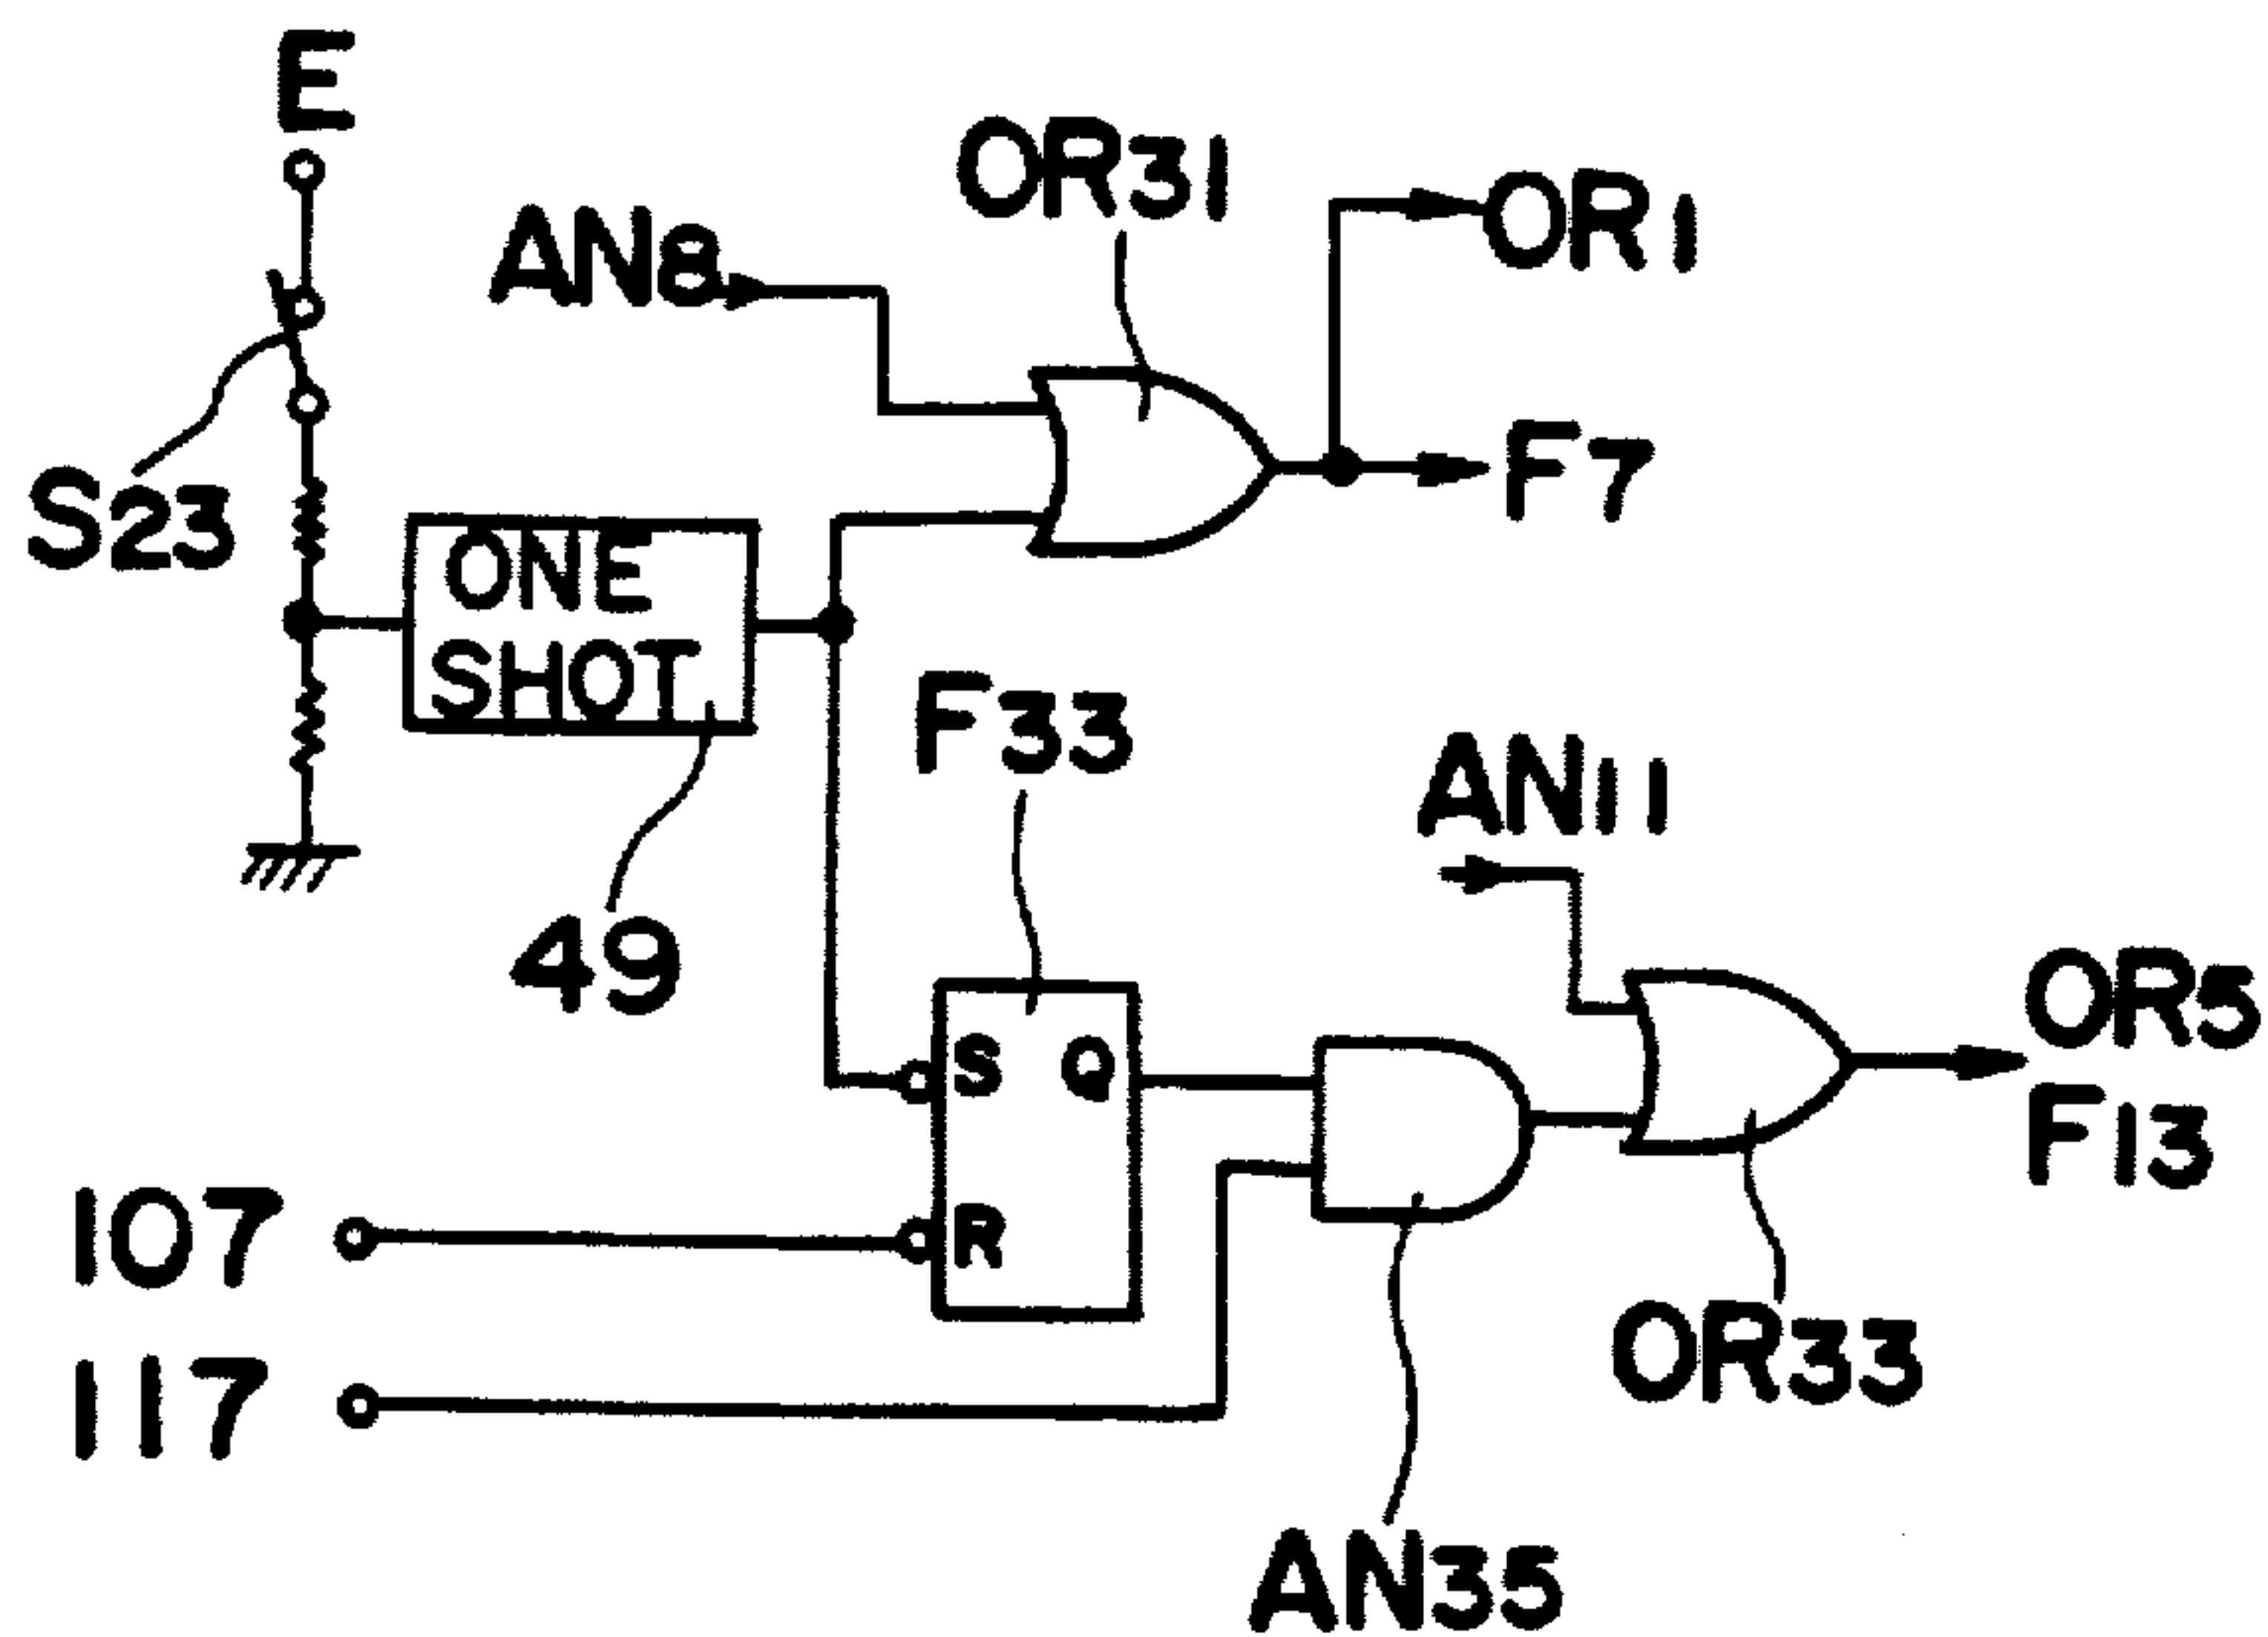 E
OR31
AN8
OR1
F7
S23
ONE
SHOT
F33
AN11
49
OR5
F13
S Q
R
107
117
OR33
AN35